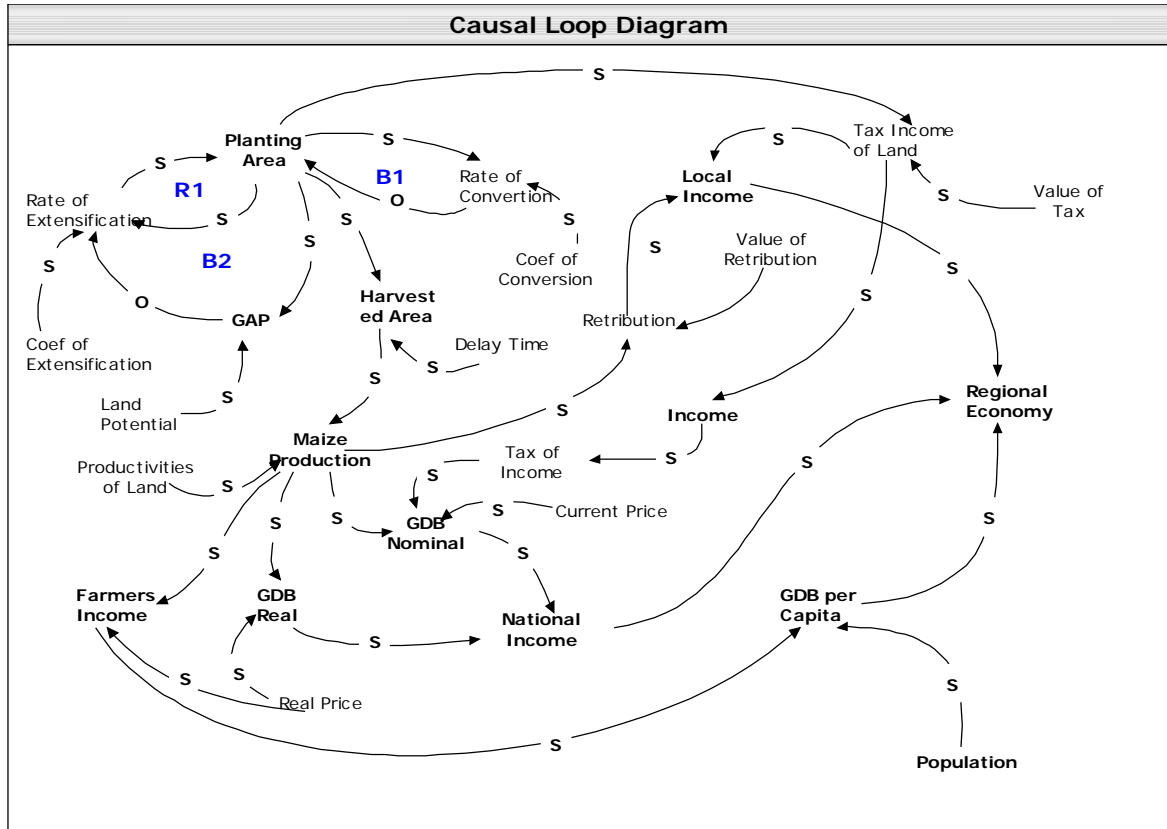 Causal Loop Diagram
S
Planting
Area
S
S
Tax Income
of Land
S
R1
B1
Rate of
Convertion
Local
Income
Rate of
Extensification
S
O
S
S
Value of
Tax
S
B2
S
S
S
Value of
Retribution
S
Coef of
Conversion
S
O
GAP
Harvest
ed Area
Retribution
S
Coef of
Extensification
Delay Time
S
S
Land
Potential
S
S
Income
Regional
Economy
Maize
Production
Productivities
of Land
S
Tax of
Income
S
S
S
S
S
GDB
Nominal
S
Current Price
S
S
S
Farmers
Income
GDB
Real
National
Income
GDB per
Capita
S
S
S
Real Price
S
S
Population